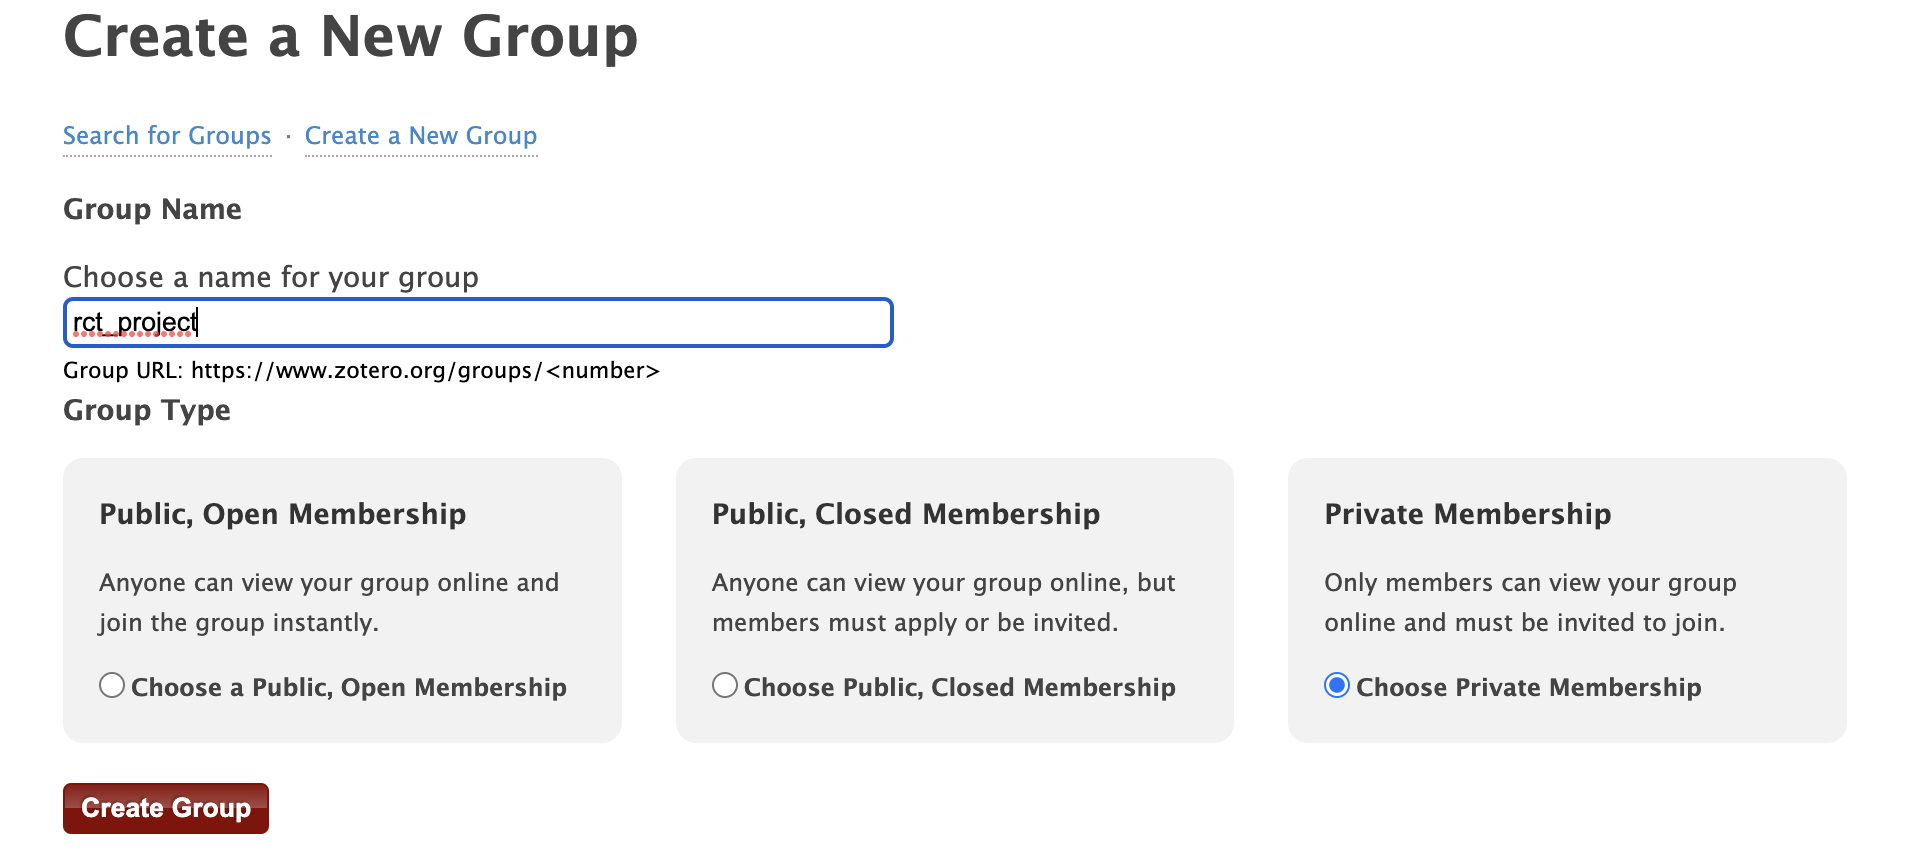 Create a New Group
Search for Groups · Create a New Group
Group Name
Choose a name for your group
rct_project
Group URL: https://www.zotero.org/groups/<number>
Group Type
Public, Open Membership
Anyone can view your group online and
join the group instantly.
Choose a Public, Open Membership
Public, Closed Membership
Anyone can view your group online, but
members must apply or be invited.
Choose Public, Closed Membership
Private Membership
Only members can view your group
online and must be invited to join.
Choose Private Membership
Create Group